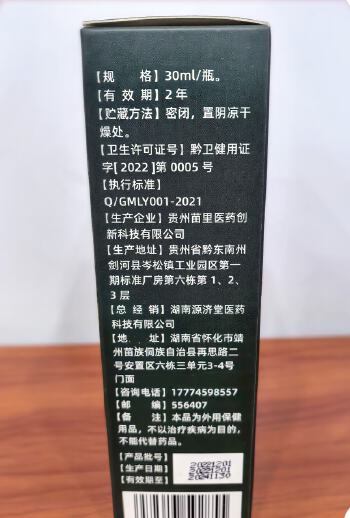 【规 格】30ml/瓶。
【有 效 期】2 年
【贮藏方法】密闭，置阴凉干
燥处。
【卫生许可证号】黔卫健用证
字[ 2022 ]第 0005 号
【执行标准】
Q/GMLY001-2021
【生产企业】贵州苗里医药创
新科技有限公司
【生产地址】贵州省黔东南州
剑河县岑松镇工业园区第一
期标准厂房第六栋第 1、2、
3 层
【总 经 销】湖南源济堂医药
科技有限公司
【地 址】湖南省怀化市靖
州苗族侗族自治县再思路二
号安置区六栋三单元3-4号
门面
【咨询电话】17774598557
【邮 编】556407
【备 注】本品为外用保健
用品，不以治疗疾病为目的，
不能代替药品。
【产品批号】
【生产日期】
【有效期至】
20221201
20221201
20241130